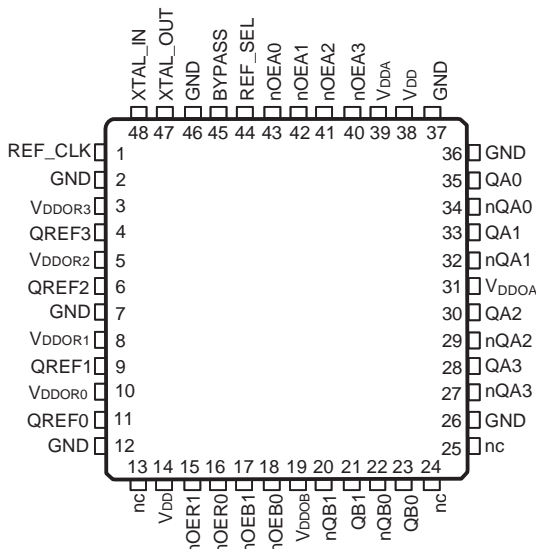 XTAL_IN
XTAL_OUT
GND
BYPASS
REF_SEL
nOEA0
nOEA1
nOEA2
nOEA3
VDDA
VDD
GND
48 47 46 45 44 43 42 41 40 39 38 37
REF_CLK 1
GND 2
VDDOR3 3
QREF3 4
VDDOR2 5
QREF2 6
GND 7
VDDOR1 8
QREF1 9
VDDOR0 10
QREF0 11
GND 12
36 GND
35 QA0
34 nQA0
33 QA1
32 nQA1
31 VDDOA
30 QA2
29 nQA2
28 QA3
27 nQA3
26 GND
25 nc
13 14 15 16 17 18 19 20 21 22 23 24
nc
VDD
nOER1
nOER0
nOEB1
nOEB0
VDDOB
nQB1
QB1
nQB0
QB0
nc